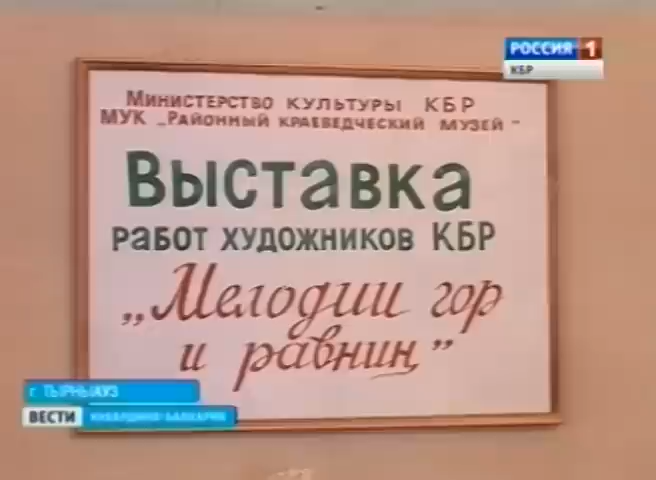 РОССИЯ 1
КБР
Министерство культуры КБР
МУК „Районный краеведческий музей"
Выставка
работ художников КБР
„Мелодии гор
и равнин”
г. ТЫРНЫАУЗ
ВЕСТИ КАБАРДИНО-БАЛКАРИЯ